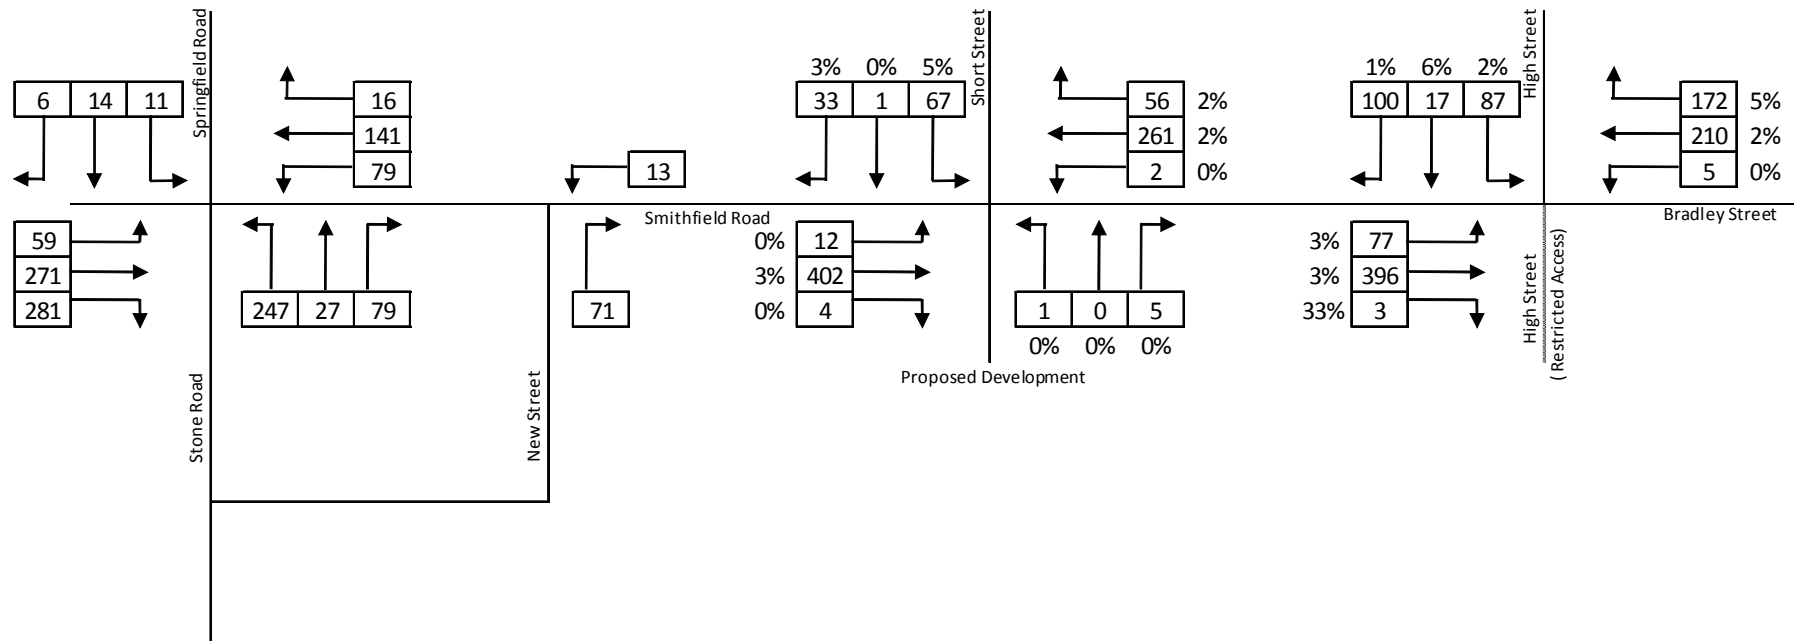 Springfield Road
Short Street
High Street
3% 0% 5%
1% 6% 2%
6 14 11
16
33 1 67
56 2%
100 17 87
172 5%
141
261 2%
210 2%
79
13
2 0%
5 0%
Smithfield Road
Bradley Street
59
0% 12
3% 77
271
3% 402
3% 396
281
247 27 79
71
0% 4
1 0 5
33% 3
0% 0% 0%
High Street
( Restricted Access)
Proposed Development
Stone Road
New Street